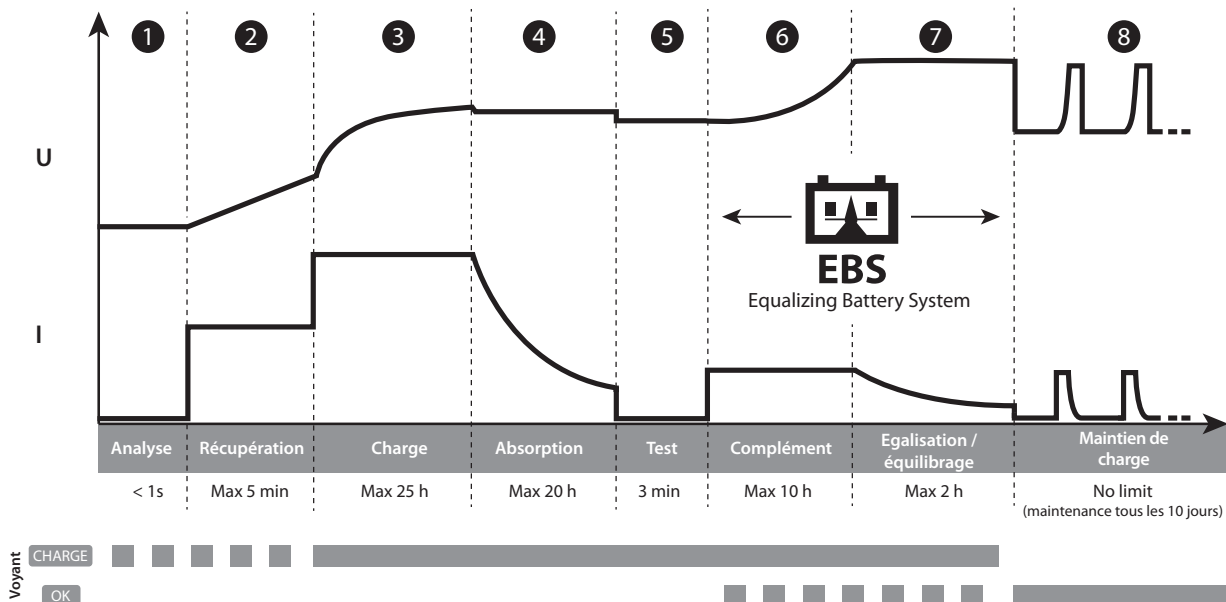 1 2 3 4 5 6 7 8
U
I
EBS
Equalizing Battery System
Analyse Récupération Charge Absorption Test Complément Egalisation / équilibrage Maintien de charge
< 1s Max 5 min Max 25 h Max 20 h 3 min Max 10 h Max 2 h No limit
(maintenance tous les 10 jours)
Voyant
CHARGE
OK